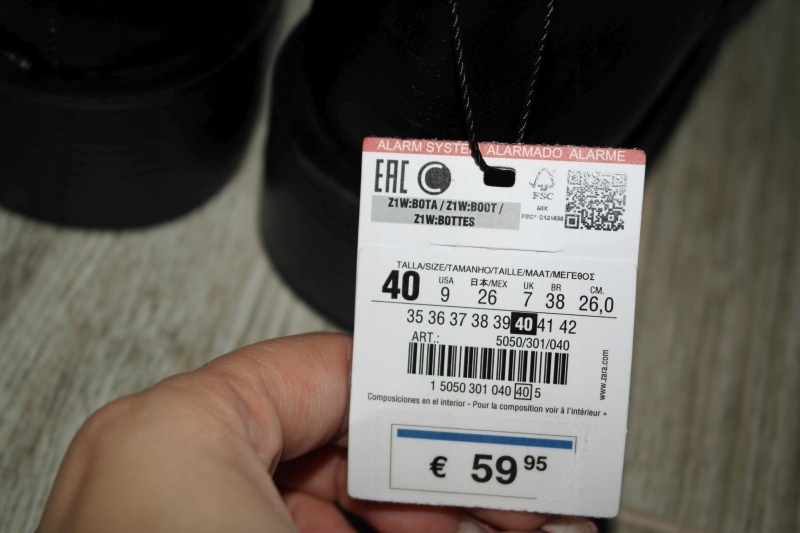 ALARM SYSTEM ALARMADO ALARME
EAC
FSC
MIX
FSC® C121838
Z1W:BOTA / Z1W:BOOT /
Z1W:BOTTES
TALLA/SIZE/TAMANHO/TAILLE/MAAT/ΜΕΓΕΘΟΣ
40 USA 9 日本/MEX 26 UK 7 BR 38 CM. 26,0
35 36 37 38 39 40 41 42
ART.: 5050/301/040
1 5050 301 040 40 5
www.zara.com
Composiciones en el interior - Pour la composition voir à l'intérieur »
€ 59 95